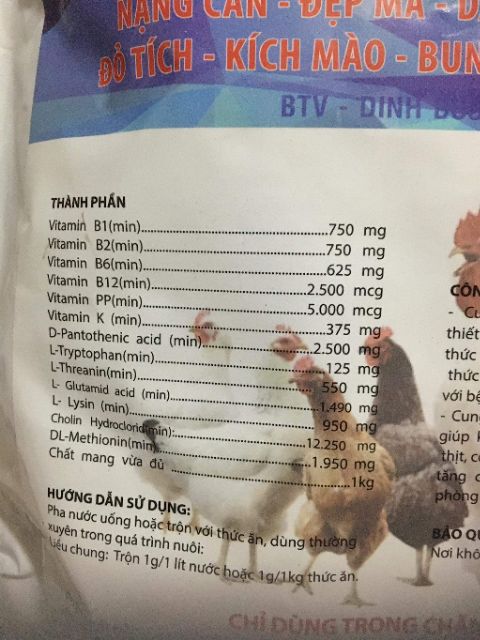 NẶNG CÂN - ĐẸP MÃ - D
ĐỎ TÍCH - KÍCH MÀO - BUN
BTV - DINH
THÀNH PHẦN
Vitamin B1(min)..........750 mg
Vitamin B2(min)..........750 mg
Vitamin B6(min)..........625 mg
Vitamin B12(min)..........2.500 mcg
Vitamin PP(min)..........5.000 mcg
Vitamin K (min)..........375 mg
D-Pantothenic acid (min)..........2.500 mg
L-Tryptophan(min)..........125 mg
L-Threanin(min)..........550 mg
L- Glutamid acid (min)..........1.490 mg
L- Lysin (min)..........950 mg
Cholin Hydroclorid(min):..........12.250 mg
DL-Methionin(min)..........1.950 mg
Chất mang vừa đủ ..........1kg
HƯỚNG DẪN SỬ DỤNG:
Pha nước uống hoặc trộn với thức ăn, dùng thường
xuyên trong quá trình nuôi:
Liều chung: Trộn 1g/1 lít nước hoặc 1g/1kg thức ăn.
CÔN
- Cu
thiết
thức
thức
với bệ
- Cung
giúp k
thịt, c
tăng c
phòng
BẢO QU
Nơi khô
CHỈ DÙNG TRONG CHĂ